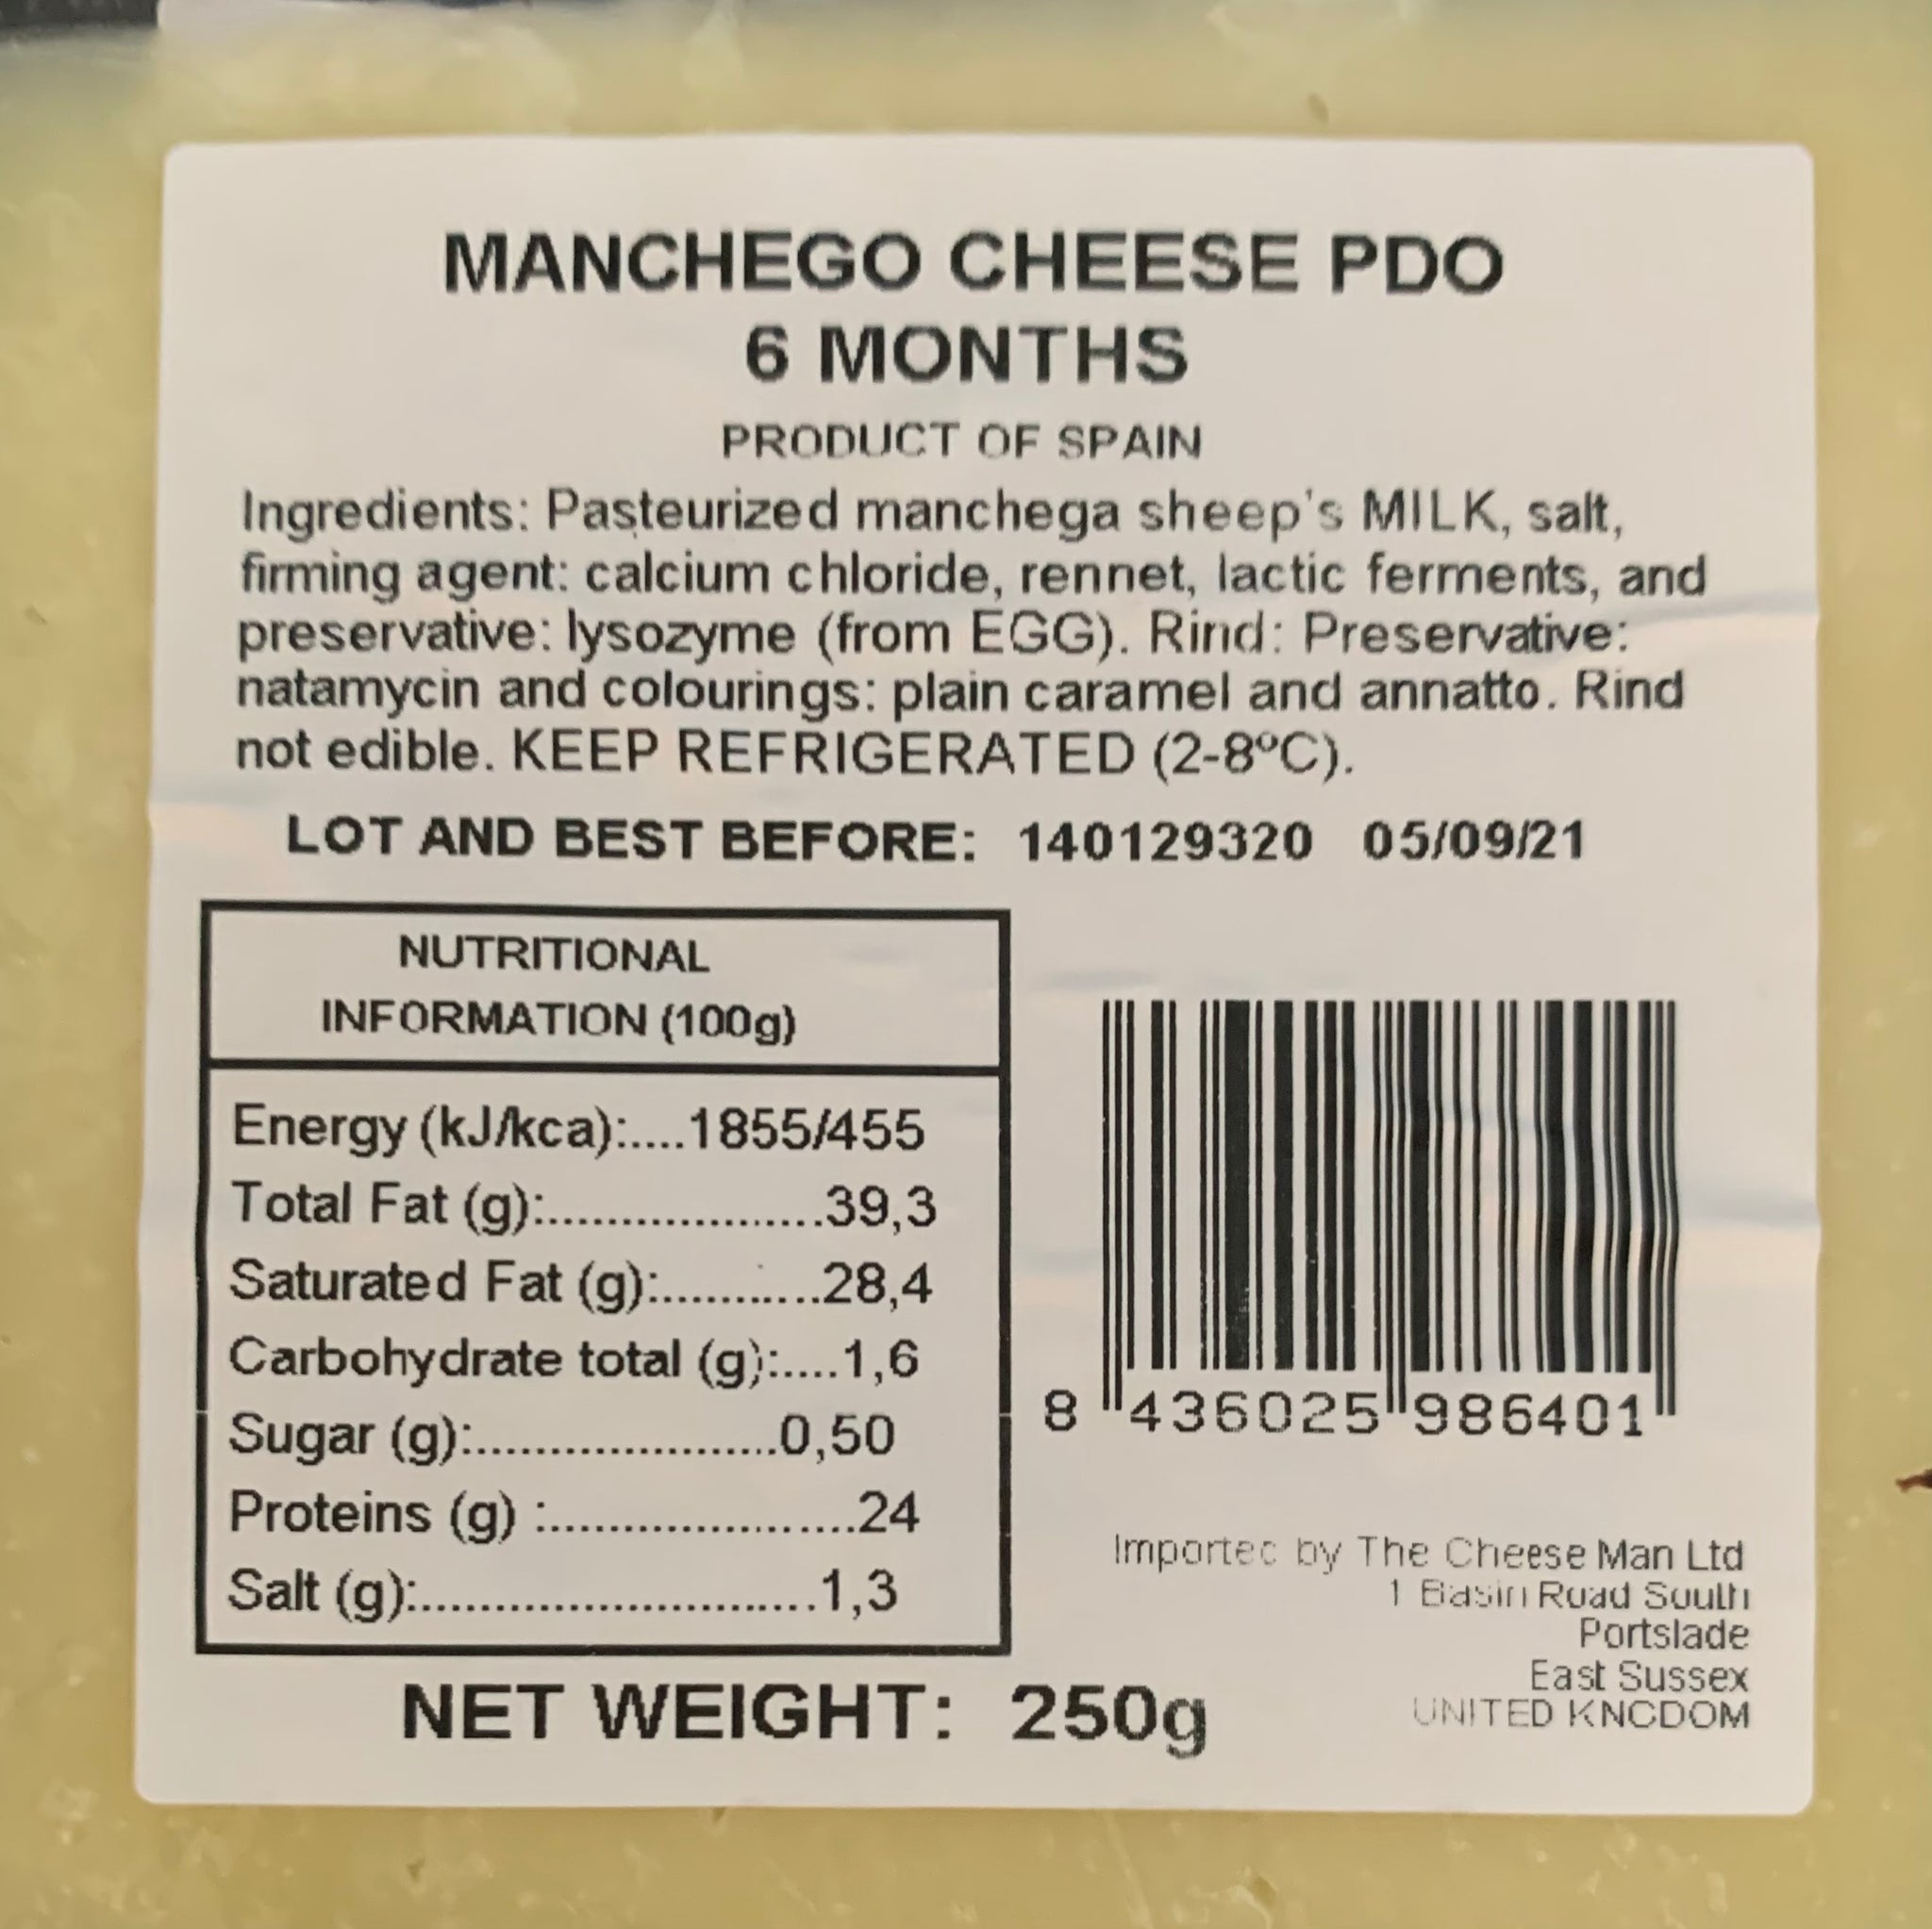 MANCHEGO CHEESE PDO
6 MONTHS
PRODUCT OF SPAIN
Ingredients: Pasteurized manchega sheep's MILK, salt,
firming agent: calcium chloride, rennet, lactic ferments, and
preservative: lysozyme (from EGG). Rind: Preservative:
natamycin and colourings: plain caramel and annatto. Rind
not edible. KEEP REFRIGERATED (2-8ºC).
LOT AND BEST BEFORE: 140129320 05/09/21
NUTRITIONAL
INFORMATION (100g)
Energy (kJ/kca):....1855/455
Total Fat (g):...................39,3
Saturated Fat (g):...........28,4
Carbohydrate total (g):....1,6
Sugar (g):.....................0,50
Proteins (g) :.....................24
Salt (g):...........................1,3
8 436025 986401
Imported by The Cheese Man Ltd
1 Basin Road South
Portslade
East Sussex
UNITED KNGDOM
NET WEIGHT: 250g